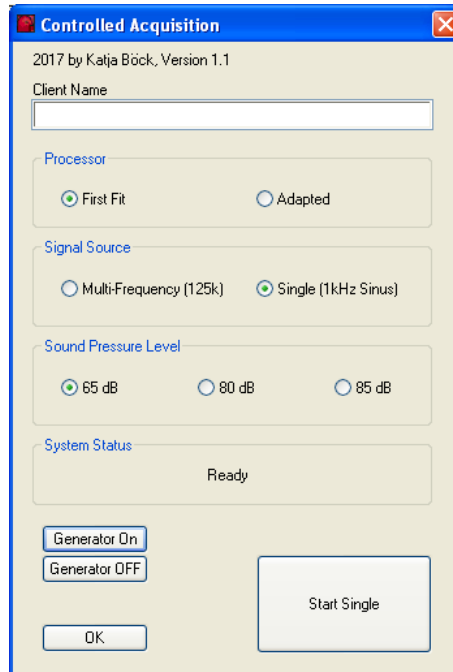 Controlled Acquisition
2017 by Katja Böck, Version 1.1
Client Name
Processor
First Fit Adapted
Signal Source
Multi-Frequency (125k) Single (1kHz Sinus)
Sound Pressure Level
65 dB 80 dB 85 dB
System Status
Ready
Generator On
Generator OFF
Start Single
OK